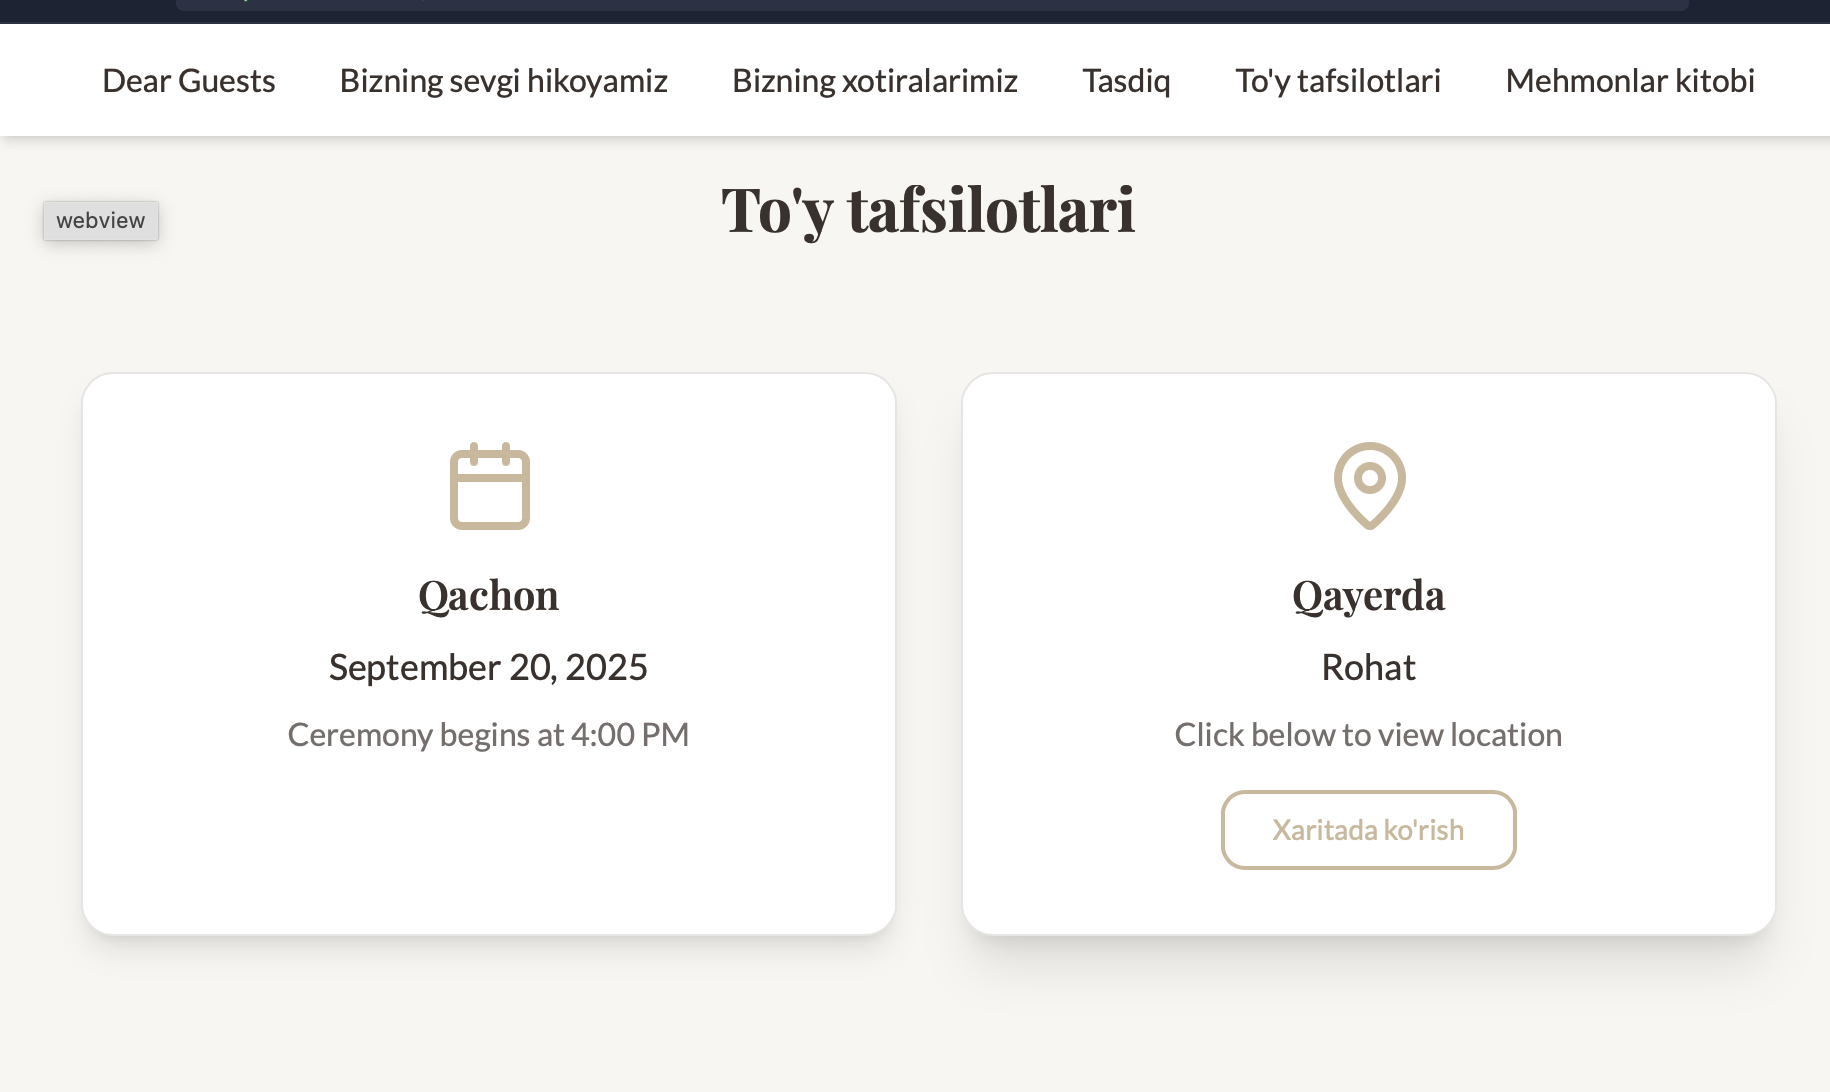 Dear Guests Bizning sevgi hikoyamiz Bizning xotiralarimiz Tasdiq To'y tafsilotlari Mehmonlar kitobi
webview
To'y tafsilotlari
Qachon
September 20, 2025
Ceremony begins at 4:00 PM
Qayerda
Rohat
Click below to view location
Xaritada ko'rish